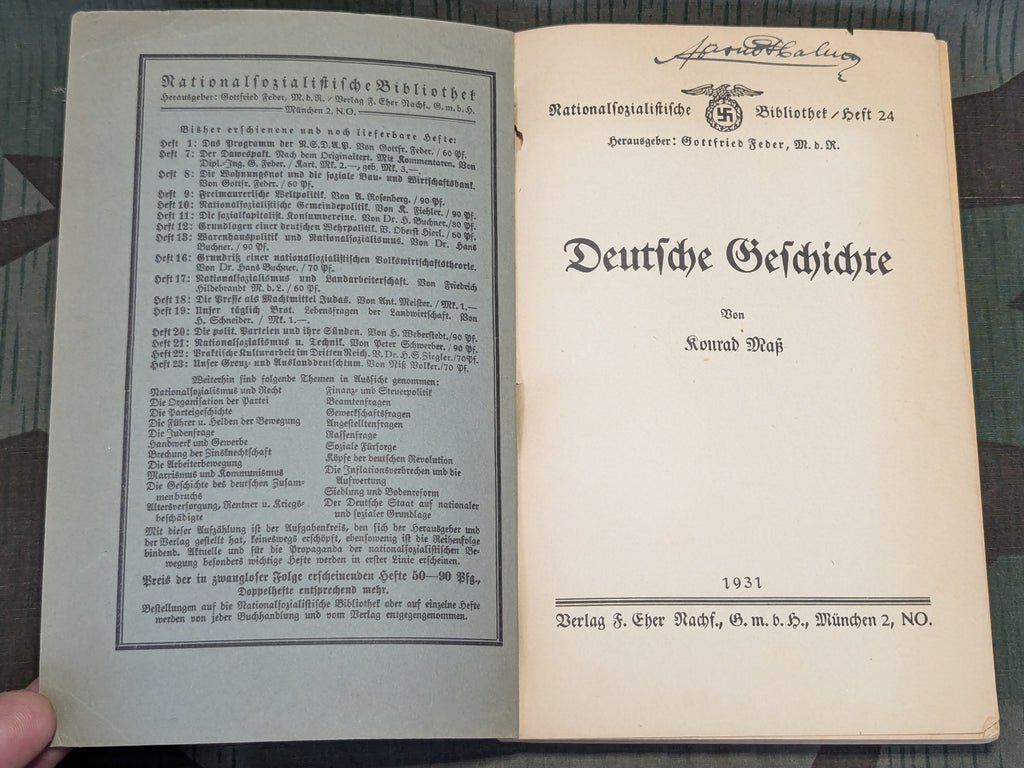 Nationalsozialistische Bibliothek
Herausgeber: Gottfried Feder, M. d. R. / Verlag F. Eher Nachf. G. m. b. H.
München 2, N.O.
Bisher erschienene und noch lieferbare Hefte:
Heft 1: Das Programm der N.S.D.A.P. Von Gottfr. Feder. / 60 Pf.
Heft 7: Der Dawespakt. Nach dem Originaltext. Mit Kommentaren. Von
Dipl.-Ing. G. Feder. / Kart. Mk. 2.—, geb. Mk. 3.—.
Heft 8: Die Wohnungsnot und die soziale Bau- und Wirtschaftsbank.
Von Gottfr. Feder. / 60 Pf.
Heft 9: Freimaurerische Weltpolitik. Von A. Rosenberg. / 90 Pf.
Heft 10: Nationalsozialistische Gemeindepolitik. Von K. Fiehler. / 90 Pf.
Heft 11: Die sozialkapitalist. Konsumvereine. Von Dr. H. Buchner. /80 Pf.
Heft 12: Grundlagen einer deutschen Wehrpolitik. V. Oberst Hierl. / 60 Pf.
Heft 13: Warenhauspolitik und Nationalsozialismus. Von Dr. Hans
Buchner. / 90 Pf.
Heft 16: Grundriß einer nationalsozialistischen Volkswirtschaftstheorie.
Von Dr. Hans Buchner. / 70 Pf.
Heft 17: Nationalsozialismus und Landarbeiterschaft. Von Friedrich
Hildebrandt M. d. L. / 60 Pf.
Heft 18: Die Presse als Machtmittel Judas. Von Ant. Meister. / Mk. 1.—
Heft 19: Unser täglich Brot. Lebensfragen der Landwirtschaft. Von
H. Schneider. / Mk. 1.—.
Heft 20: Die polit. Parteien und ihre Sünden. Von H. Weberstedt./90 Pf.
Heft 21: Nationalsozialismus u. Technik. Von Peter Schwerber. / 90 Pf.
Heft 22: Praktische Kulturarbeit im Dritten Reich. V. Dr. H.S. Ziegler./70Pf.
Heft 23: Unser Grenz- und Auslanddeutschtum. Von Niß Volker./70 Pf.
Weiterhin sind folgende Themen in Aussicht genommen:
Nationalsozialismus und Recht
Die Organisation der Partei
Die Parteigeschichte
Die Führer u. Helden der Bewegung
Die Judenfrage
Handwerk und Gewerbe
Brechung der Zinsknechtschaft
Die Arbeiterbewegung
Marxismus und Kommunismus
Die Geschichte des deutschen Zusam-
menbruchs
Altersversorgung, Rentner u. Kriegs-
beschädigte
Finanz- und Steuerpolitik
Beamtenfragen
Gewerkschaftsfragen
Angestelltenfragen
Rassenfrage
Soziale Fürsorge
Köpfe der deutschen Revolution
Die Inflationsverbrechen und die
Aufwertung
Siedlung und Bodenreform
Der Deutsche Staat auf nationaler
und sozialer Grundlage
Mit dieser Aufzählung ist der Aufgabenkreis, den sich der Herausgeber und
der Verlag gestellt hat, keineswegs erschöpft, ebensowenig ist die Reihenfolge
bindend. Aktuelle und für die Propaganda der nationalsozialistischen Be-
wegung besonders wichtige Hefte werden in erster Linie erscheinen.
Preis der in zwangloser Folge erscheinenden Hefte 50—90 Pfg.,
Doppelhefte entsprechend mehr.
Bestellungen auf die Nationalsozialistische Bibliothek oder auf einzelne Hefte
werden von jeder Buchhandlung und vom Verlag entgegengenommen.
Nationalsozialistische Bibliothek / Heft 24
Herausgeber: Gottfried Feder, M. d. R.
Deutsche Geschichte
Von
Konrad Maß
1931
Verlag F. Eher Nachf., G. m. b. H., München 2, NO.